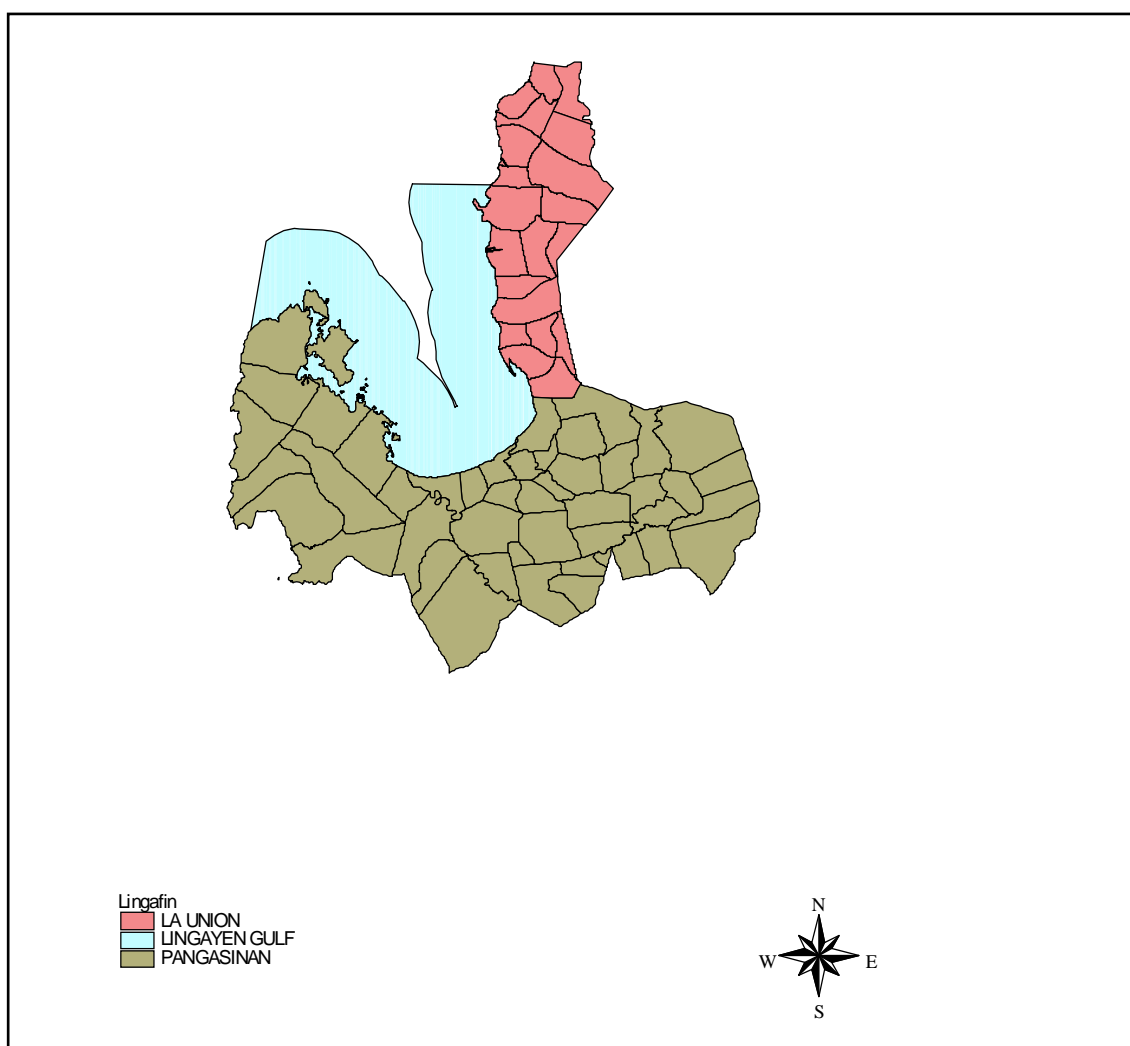 Lingafin
LA UNION
LINGAYEN GULF
PANGASINAN
N
W E
S